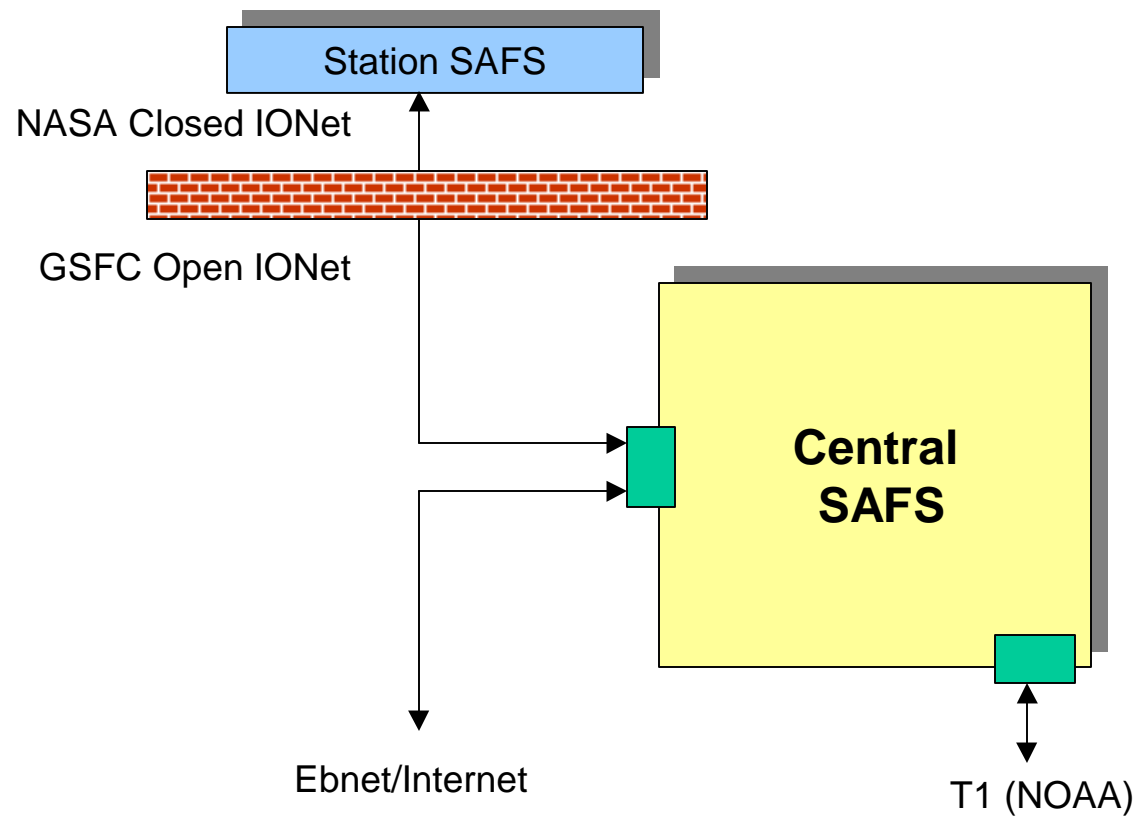 Station SAFS
NASA Closed IONet
GSFC Open IONet
Central
SAFS
Ebnet/Internet
T1 (NOAA)